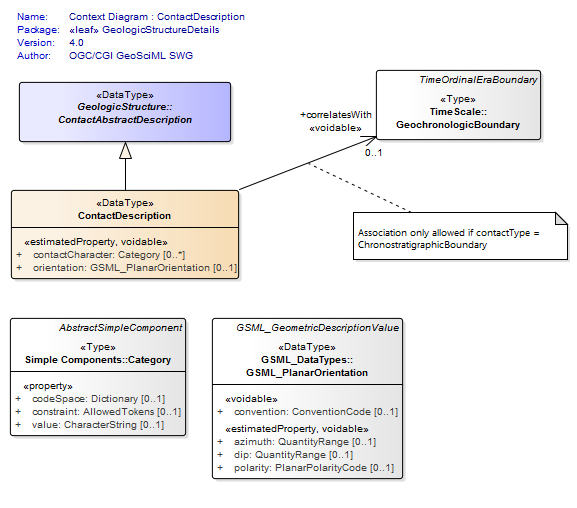 Name: Context Diagram : ContactDescription
Package: «leaf» GeologicStructureDetails
Version: 4.0
Author: OGC/CGI GeoSciML SWG
«DataType»
GeologicStructure::
ContactAbstractDescription
TimeOrdinalEraBoundary
«Type»
TimeScale::
GeochronologicBoundary
+correlatesWith
«voidable»
0..1
«DataType»
ContactDescription
«estimatedProperty, voidable»
+ contactCharacter: Category [0..*]
+ orientation: GSML_PlanarOrientation [0..1]
Association only allowed if contactType =
ChronostratigraphicBoundary
AbstractSimpleComponent
«Type»
Simple Components::Category
«property»
+ codeSpace: Dictionary [0..1]
+ constraint: AllowedTokens [0..1]
+ value: CharacterString [0..1]
GSML_GeometricDescriptionValue
«DataType»
GSML_DataTypes::
GSML_PlanarOrientation
«voidable»
+ convention: ConventionCode [0..1]
«estimatedProperty, voidable»
+ azimuth: QuantityRange [0..1]
+ dip: QuantityRange [0..1]
+ polarity: PlanarPolarityCode [0..1]